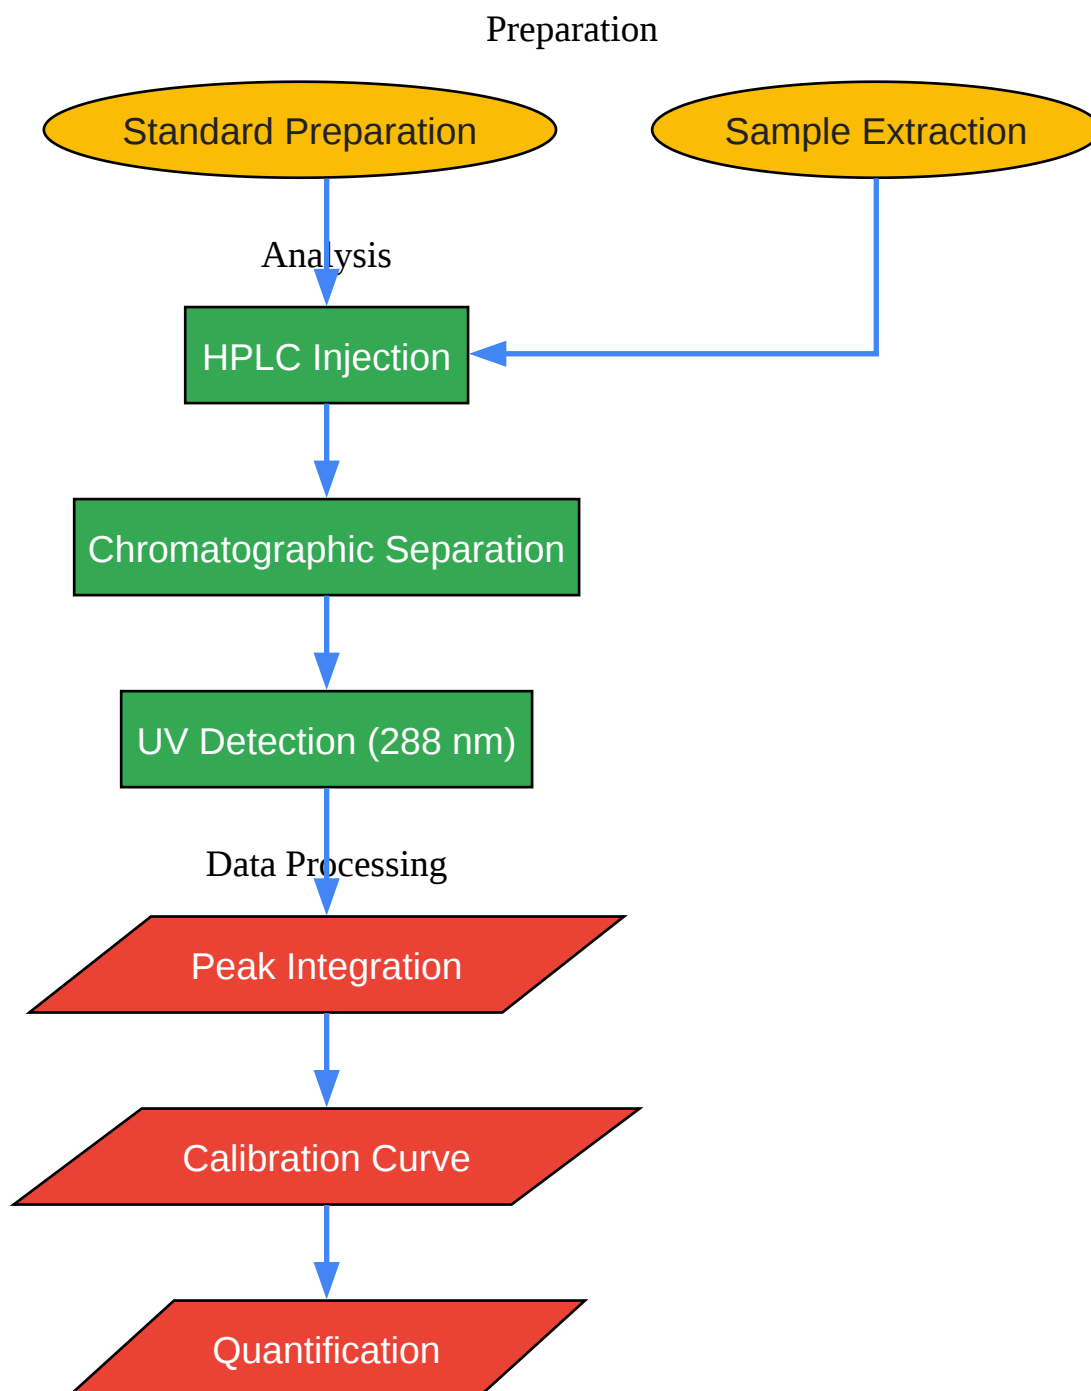 Preparation
Standard Preparation
Sample Extraction
Analysis
HPLC Injection
Chromatographic Separation
UV Detection (288 nm)
Data Processing
Peak Integration
Calibration Curve
Quantification